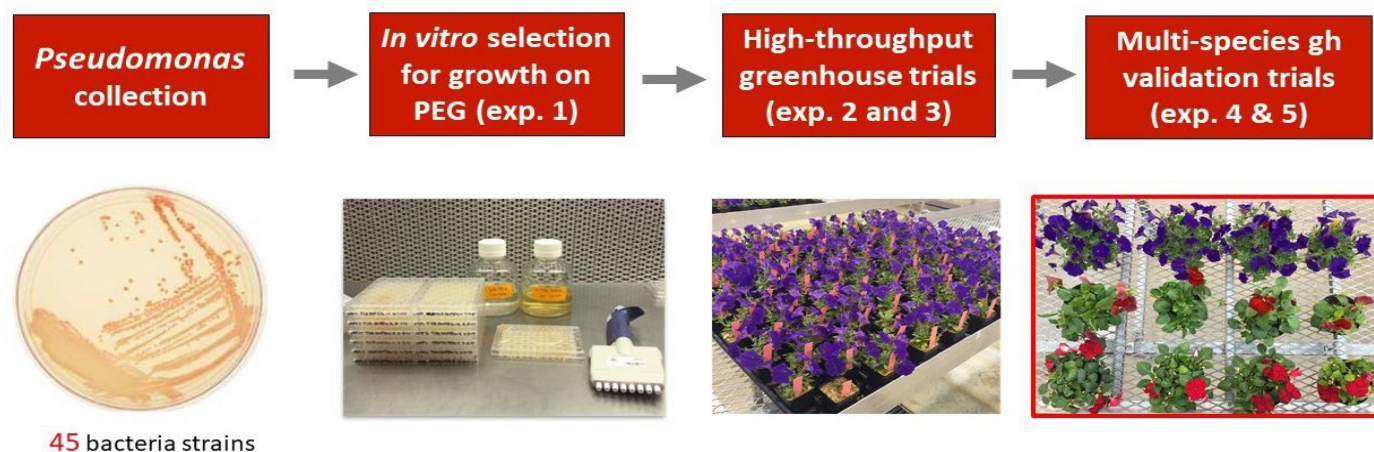 Pseudomonas
collection
In vitro selection
for growth on
PEG (exp. 1)
High-throughput
greenhouse trials
(exp. 2 and 3)
Multi-species gh
validation trials
(exp. 4 & 5)
45 bacteria strains